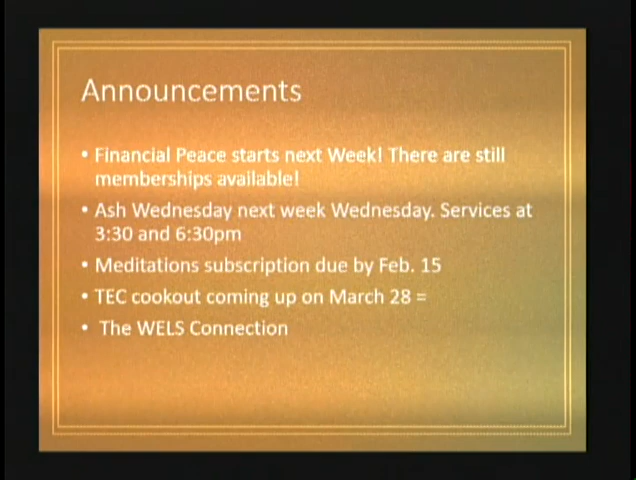 Announcements
• Financial Peace starts next Week! There are still
memberships available!
• Ash Wednesday next week Wednesday. Services at
3:30 and 6:30pm
• Meditations subscription due by Feb. 15
• TEC cookout coming up on March 28 =
• The WELS Connection